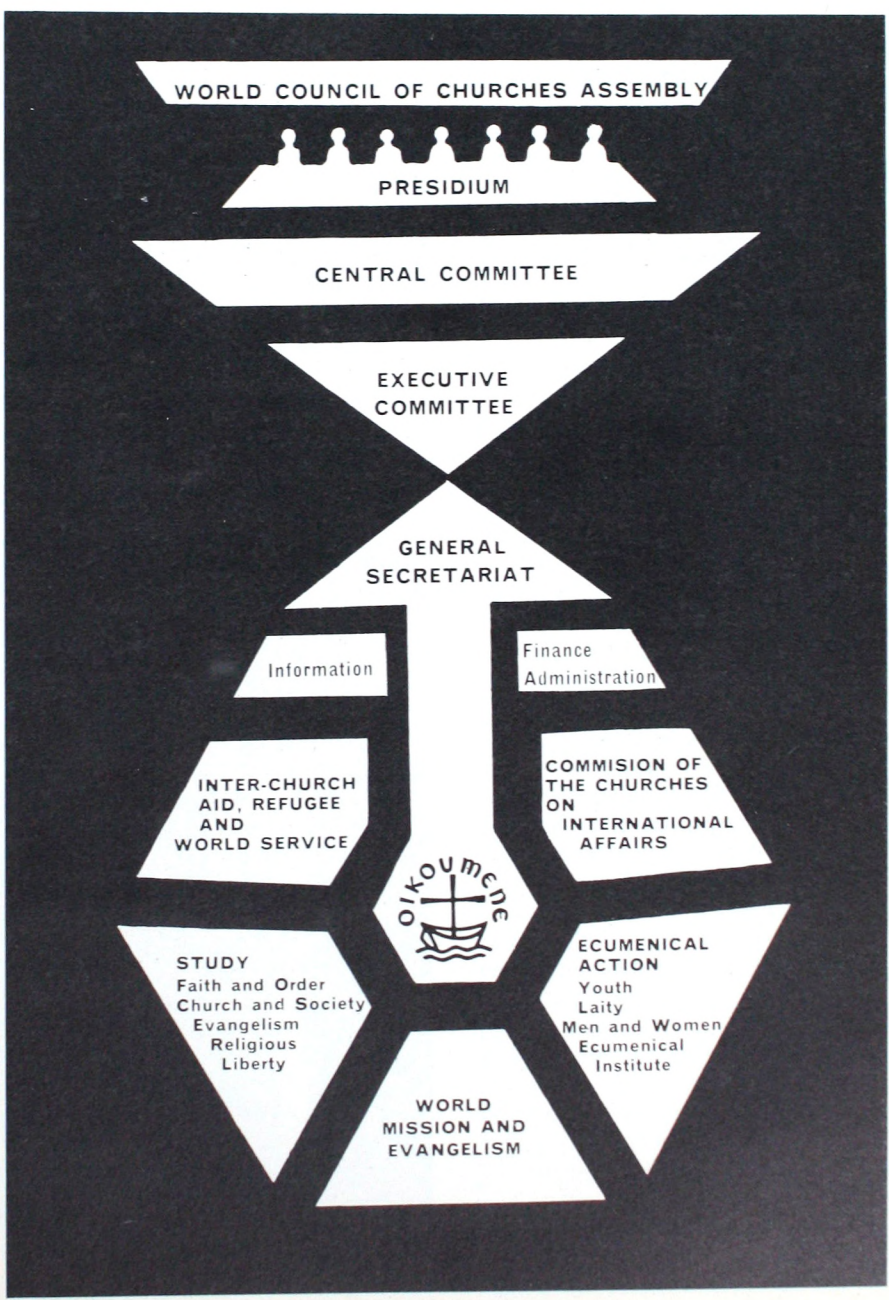 WORLD COUNCIL OF CHURCHES ASSEMBLY
PRESIDIUM
CENTRAL COMMITTEE
EXECUTIVE
COMMITTEE
GENERAL
SECRETARIAT
Information
Finance
Administration
INTER-CHURCH
AID, REFUGEE
AND
WORLD SERVICE
COMMISION OF
THE CHURCHES
ON
INTERNATIONAL
AFFAIRS
OIKOUMENE
STUDY
Faith and Order
Church and Society
Evangelism
Religious
Liberty
ECUMENICAL
ACTION
Youth
Laity
Men and Women
Ecumenical
Institute
WORLD
MISSION AND
EVANGELISM